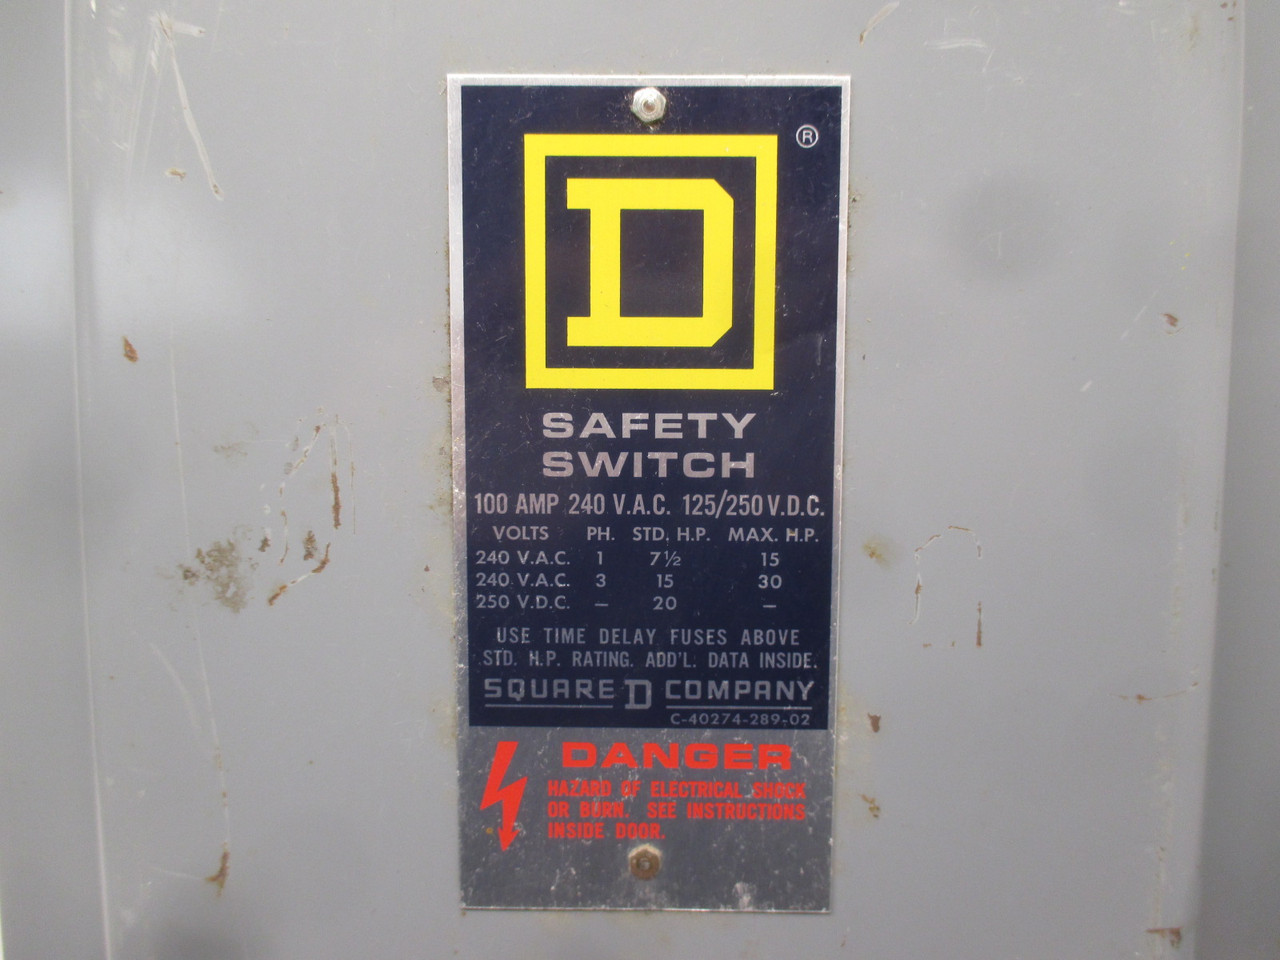 ®
D
SAFETY
SWITCH
100 AMP 240 V.A.C. 125/250 V.D.C.
VOLTS PH. STD. H.P. MAX. H.P.
240 V.A.C. 1 7½ 15
240 V.A.C. 3 15 30
250 V.D.C. — 20 —
USE TIME DELAY FUSES ABOVE
STD. H.P. RATING. ADD'L. DATA INSIDE.
SQUARE D COMPANY
C-40274-289-02
DANGER
HAZARD OF ELECTRICAL SHOCK
OR BURN. SEE INSTRUCTIONS
INSIDE DOOR.